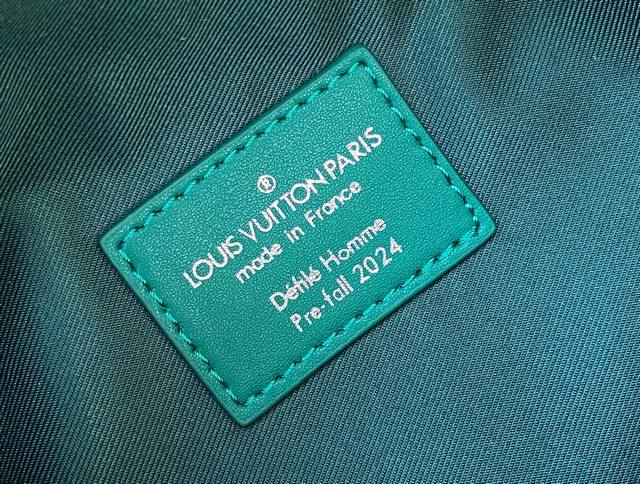 ®
LOUIS VUITTON PARIS
made in France
Défilé Homme
Pre-fall 2024